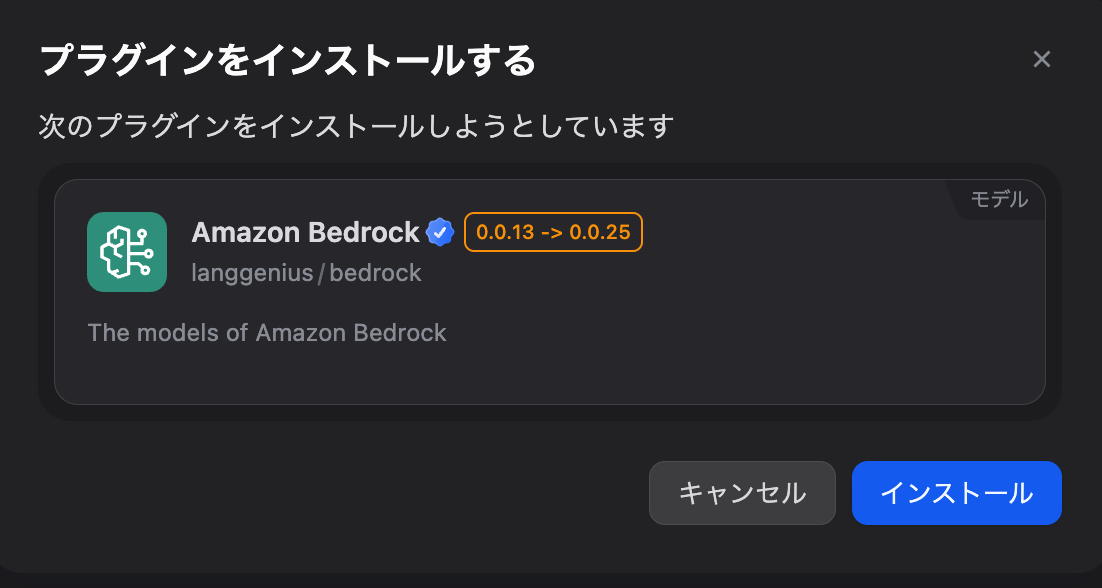 プラグインをインストールする
次のプラグインをインストールしようとしています
モデル
Amazon Bedrock 0.0.13 -> 0.0.25
langgenius / bedrock
The models of Amazon Bedrock
キャンセル インストール